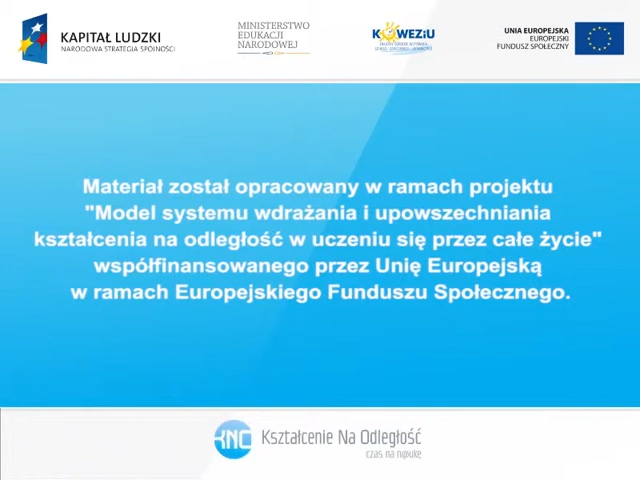 KAPITAŁ LUDZKI
NARODOWA STRATEGIA SPÓJNOŚCI
MINISTERSTWO
EDUKACJI
NARODOWEJ
KOWEZiU
UNIA EUROPEJSKA
EUROPEJSKI
FUNDUSZ SPOŁECZNY
Materiał został opracowany w ramach projektu
"Model systemu wdrażania i upowszechniania
kształcenia na odległość w uczeniu się przez całe życie"
współfinansowanego przez Unię Europejską
w ramach Europejskiego Funduszu Społecznego.
KNO Kształcenie Na Odległość
czas na n@ukę